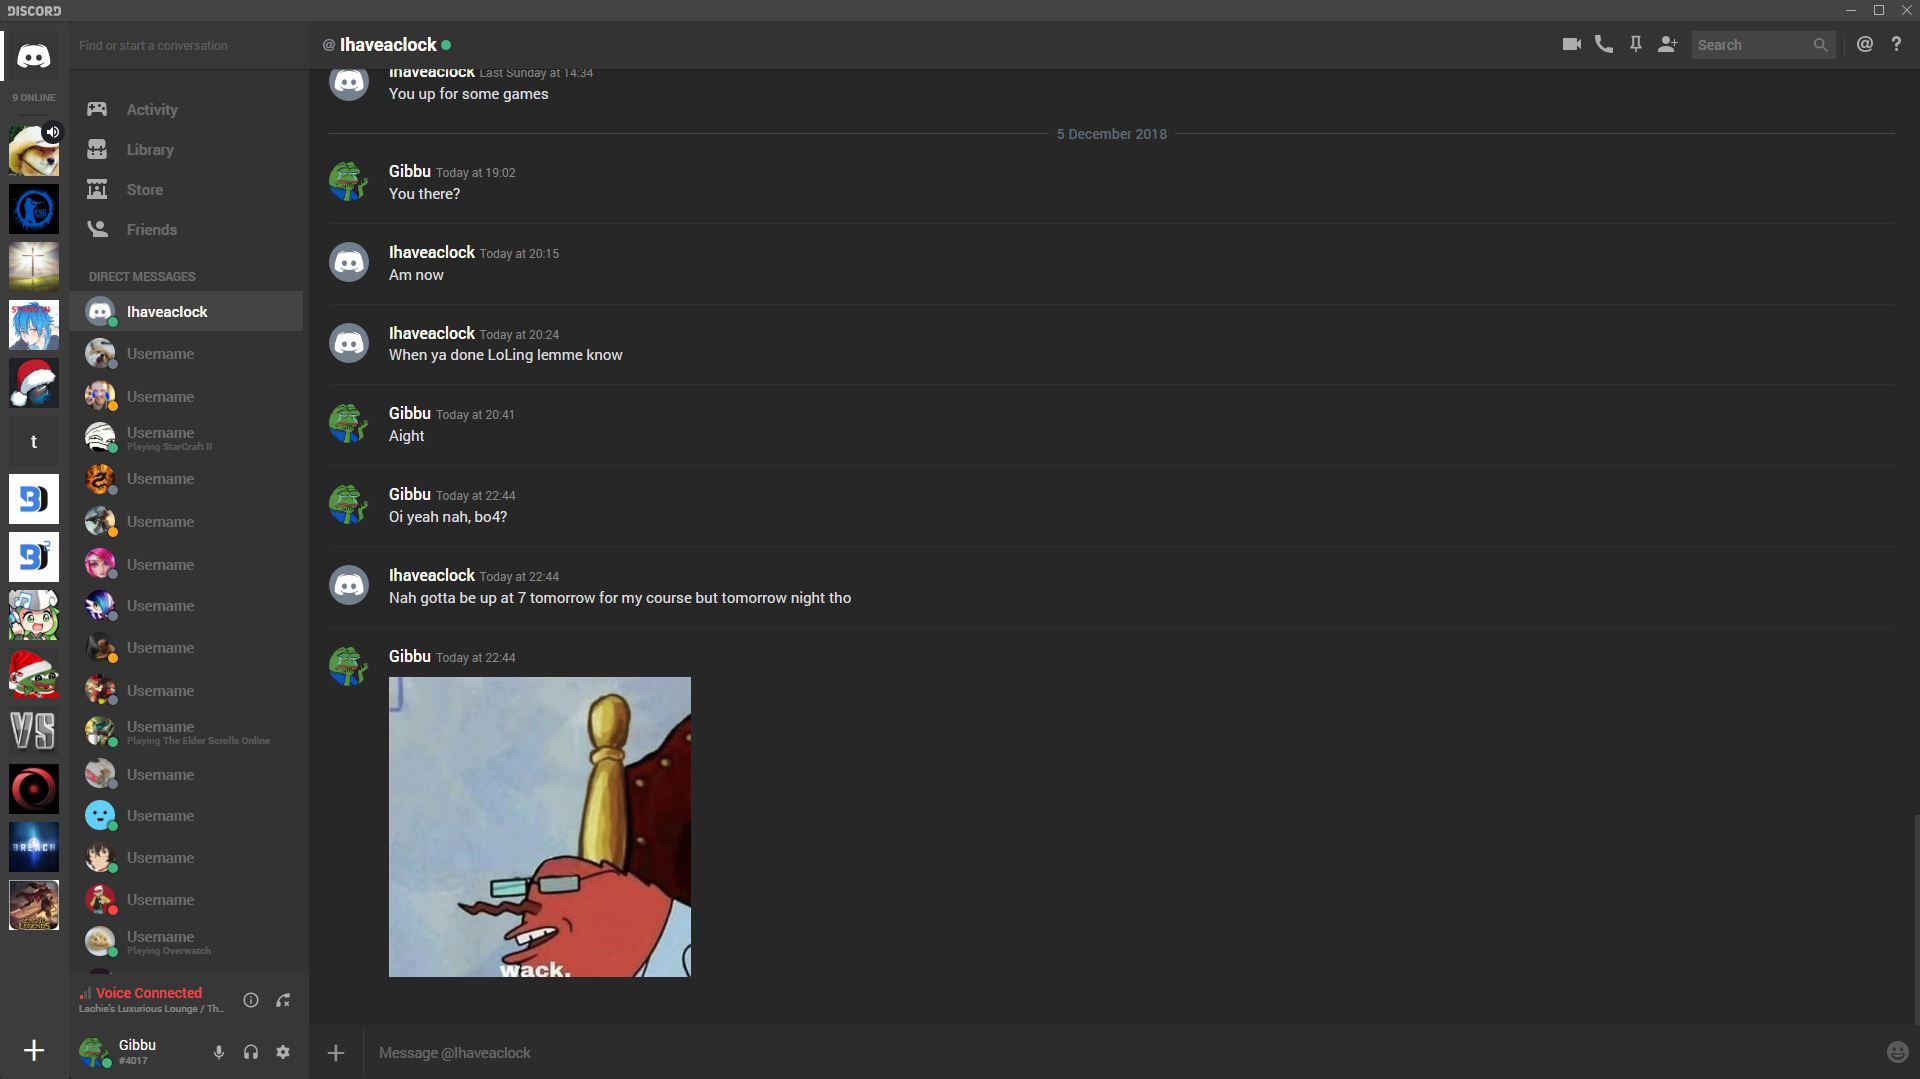 DISCORD
Find or start a conversation
9 ONLINE
Activity
Library
Store
Friends
DIRECT MESSAGES
Ihaveaclock
Username
Username
Username
Playing StarCraft II
Username
Username
Username
Username
Username
Username
Username
Playing The Elder Scrolls Online
Username
Username
Username
Username
Username
Playing Overwatch
STAND IN
t
VS
BREACH
LEGENDS
Voice Connected
Lachie's Luxurious Lounge / Th...
Gibbu
#4017
@ Ihaveaclock
Search
Ihaveaclock Last Sunday at 14:34
You up for some games
5 December 2018
Gibbu Today at 19:02
You there?
Ihaveaclock Today at 20:15
Am now
Ihaveaclock Today at 20:24
When ya done LoLing lemme know
Gibbu Today at 20:41
Aight
Gibbu Today at 22:44
Oi yeah nah, bo4?
Ihaveaclock Today at 22:44
Nah gotta be up at 7 tomorrow for my course but tomorrow night tho
Gibbu Today at 22:44
wack.
Message @Ihaveaclock